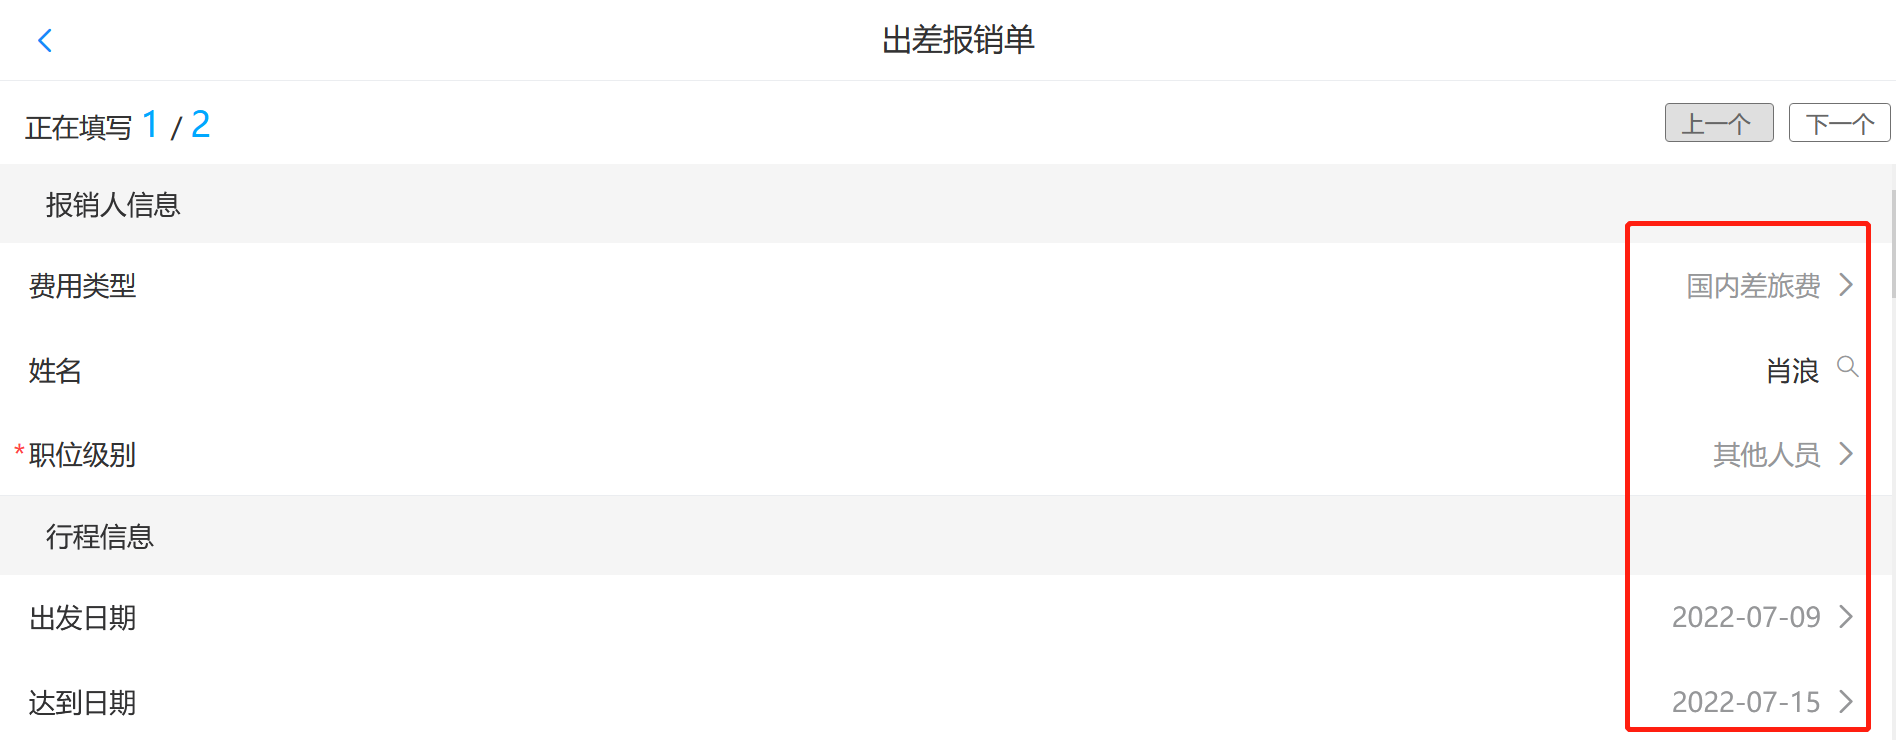 出差报销单
正在填写 1 / 2 上一个 下一个
报销人信息
费用类型 国内差旅费
姓名 肖浪
*职位级别 其他人员
行程信息
出发日期 2022-07-09
达到日期 2022-07-15